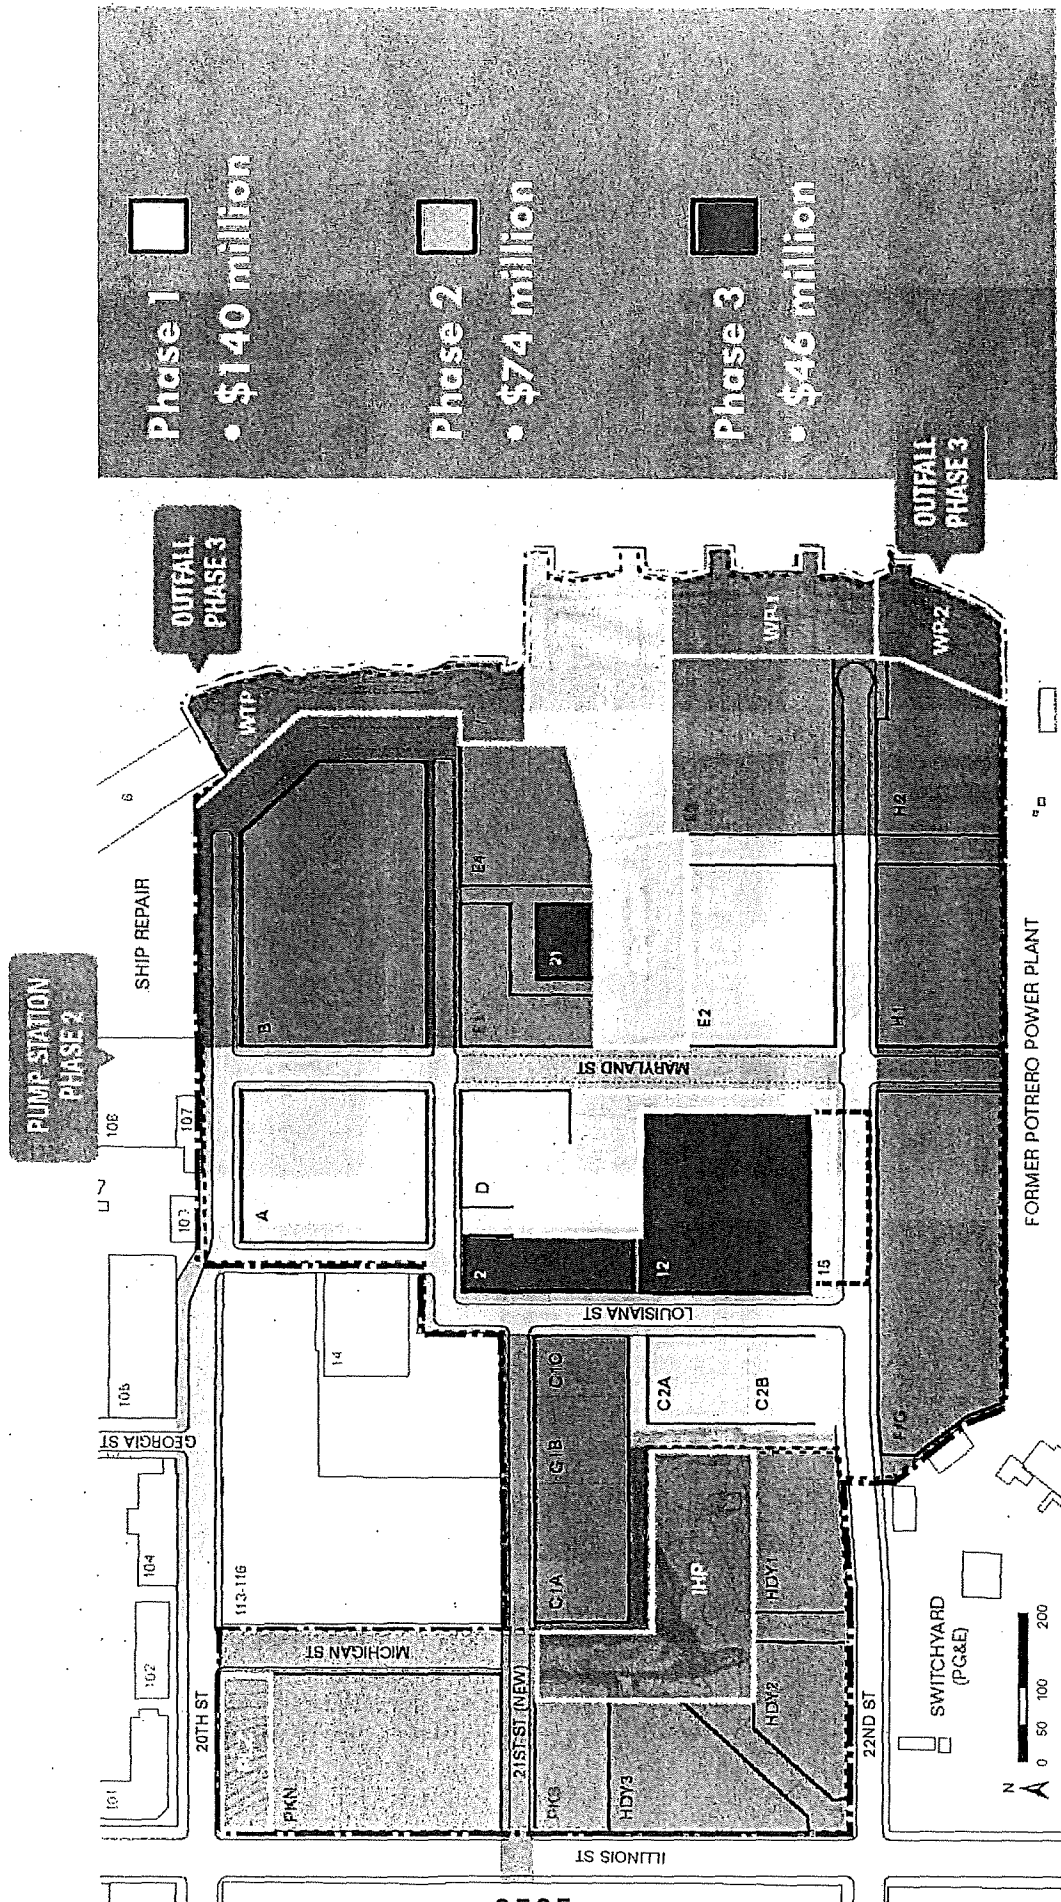 Phase 1
• $140 million
Phase 2
• $74 million
Phase 3
• $46 million
OUTFALL
PHASE 3
OUTFALL
PHASE 3
PUMP STATION
PHASE 2
SHIP REPAIR
6
108
107
103
105
104
102
101
GEORGIA ST
20TH ST
113-116
14
MICHIGAN ST
PKN
21ST ST (NEW)
PKS
HDY3
HDY2
HDY1
IHP
C1A
C1B
C1C
C2A
C2B
LOUISIANA ST
2
12
15
D
A
B
MARYLAND ST
E1
21
E4
E2
E3
WTP
WP-1
WP-2
H2
H1
F/G
22ND ST
ILLINOIS ST
SWITCHYARD
(PG&E)
FORMER POTRERO POWER PLANT
N
0 50 100 200